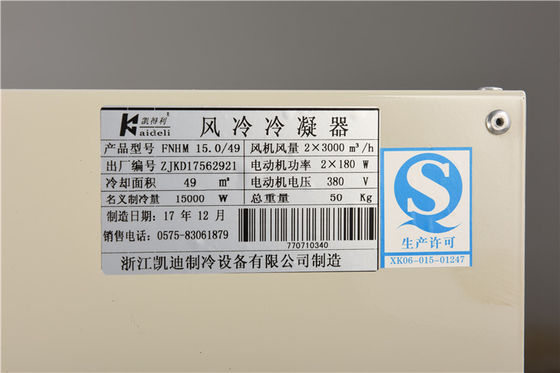 凯得利
Kaideli
风冷冷凝器
产品型号 FNHM 15.0/49 风机风量 2×3000 m³/h
出厂编号 ZJKD17562921 电动机功率 2×180 W
冷却面积 49 m² 电动机电压 380 V
名义制冷量 15000 W 总重量 50 Kg
制造日期: 17 年 12 月
销售电话: 0575-83061879
770710340
浙江凯迪制冷设备有限公司制造
生产许可
XK06-015-01247